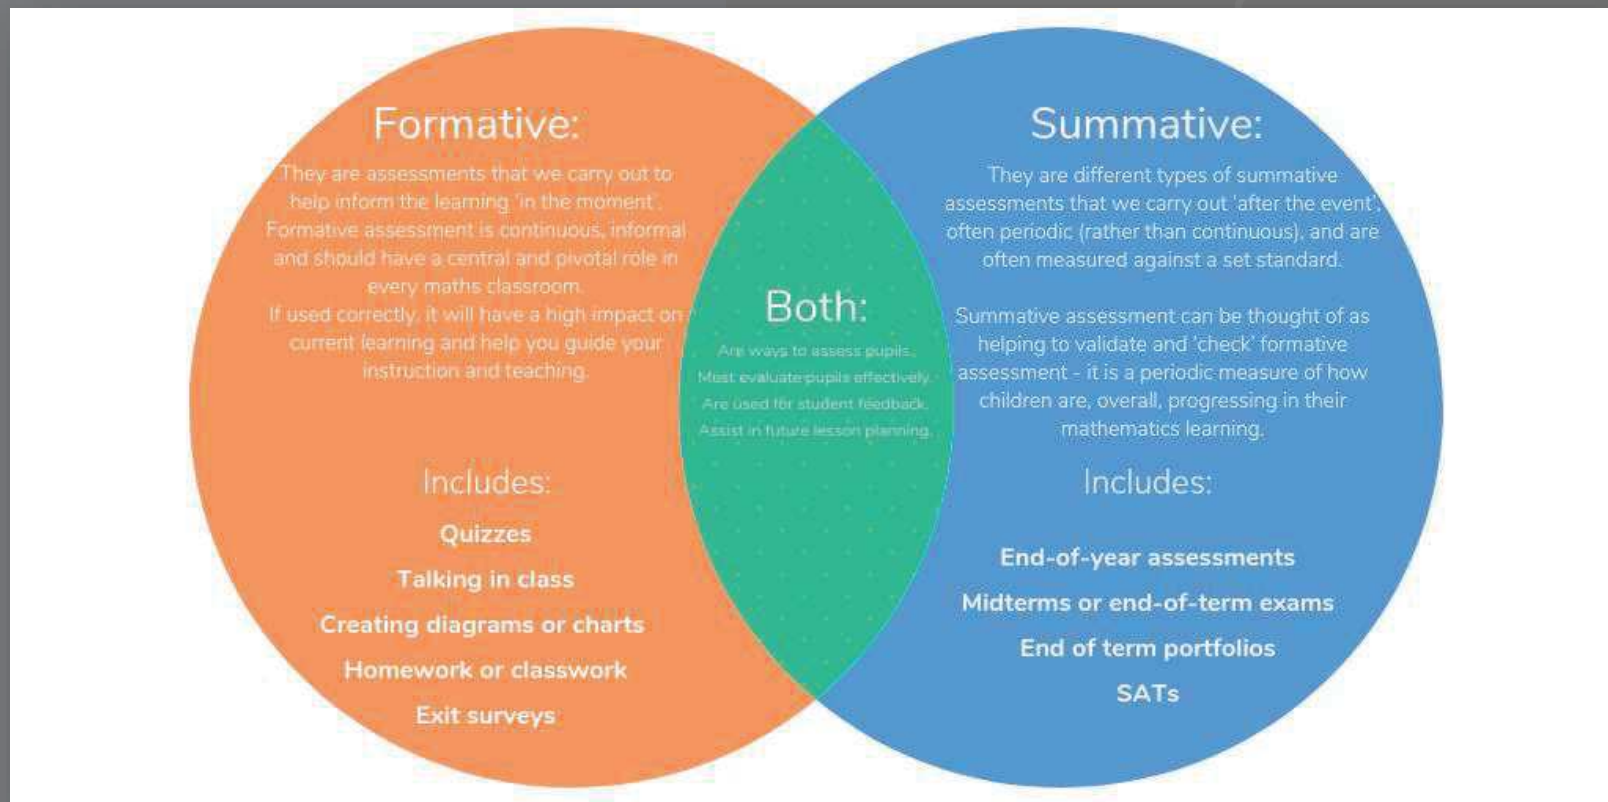 Formative:
They are assessments that we carry out to
help inform the learning 'in the moment'.
Formative assessment is continuous, informal
and should have a central and pivotal role in
every maths classroom.
If used correctly, it will have a high impact on
current learning and help you guide your
instruction and teaching.
Includes:
Quizzes
Talking in class
Creating diagrams or charts
Homework or classwork
Exit surveys
Both:
Are ways to assess pupils.
Most evaluate pupils effectively.
Are used for student feedback.
Assist in future lesson planning.
Summative:
They are different types of summative
assessments that we carry out 'after the event',
often periodic (rather than continuous), and are
often measured against a set standard.
Summative assessment can be thought of as
helping to validate and 'check' formative
assessment - it is a periodic measure of how
children are, overall, progressing in their
mathematics learning.
Includes:
End-of-year assessments
Midterms or end-of-term exams
End of term portfolios
SATs